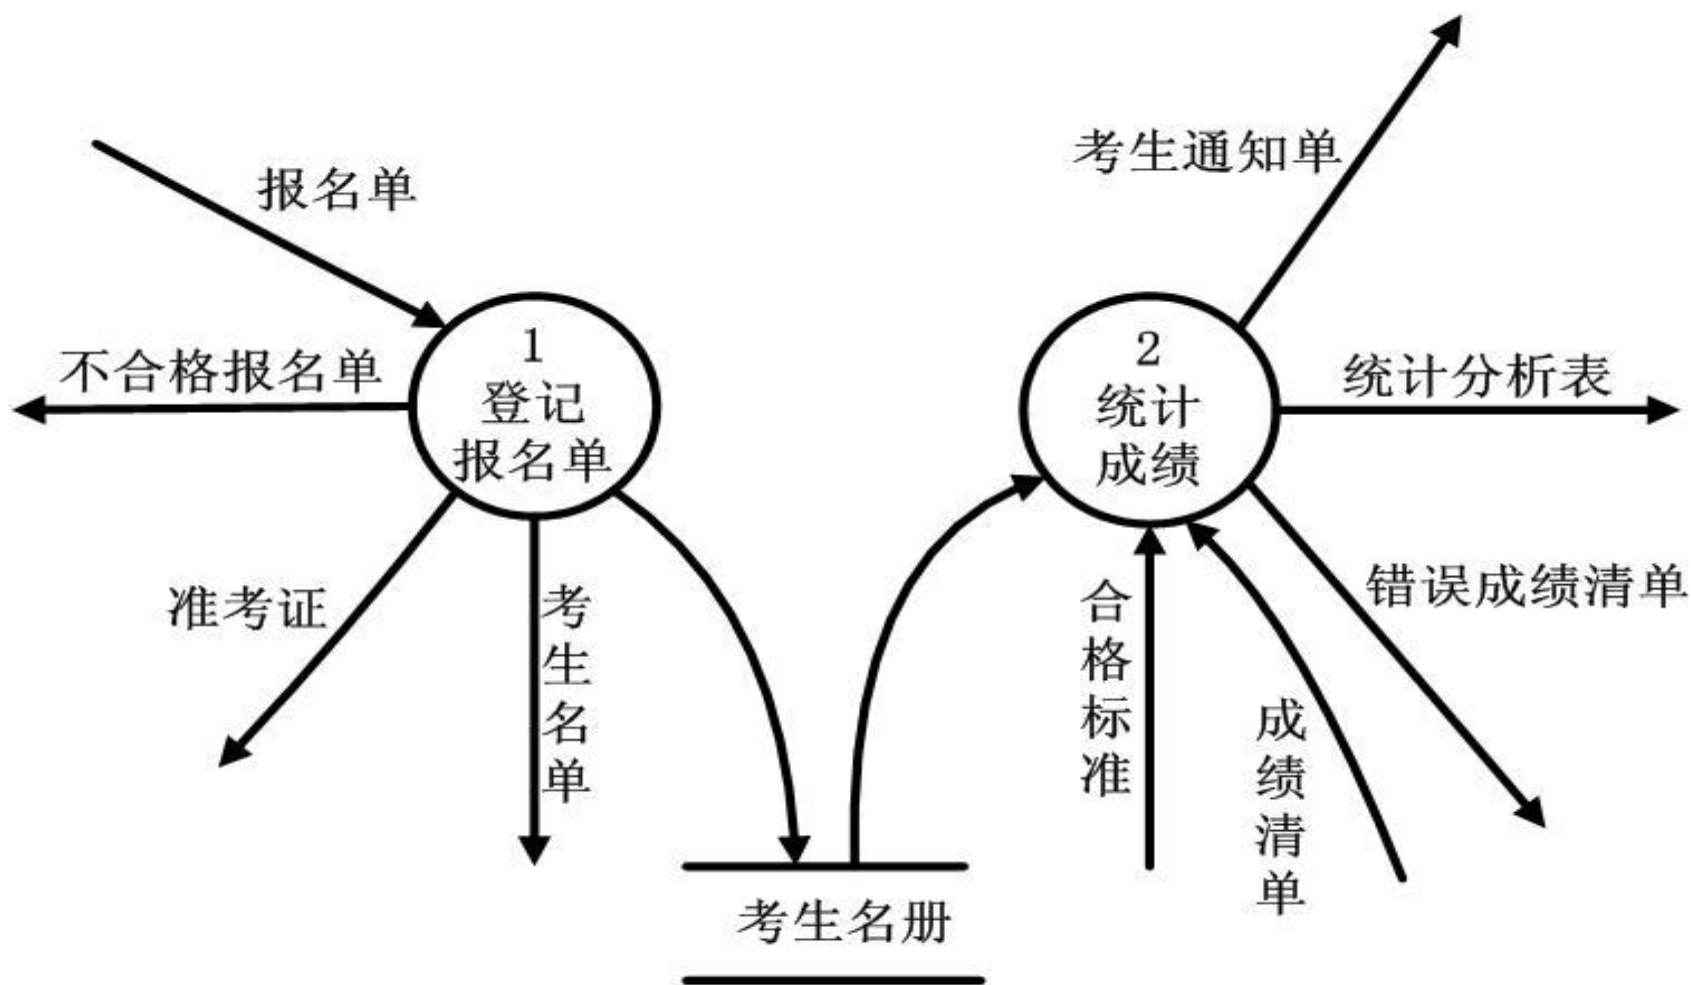 考生通知单
报名单
不合格报名单
1
登记
报名单
2
统计
成绩
统计分析表
准考证
考生名单
合格标准
成绩清单
错误成绩清单
考生名册